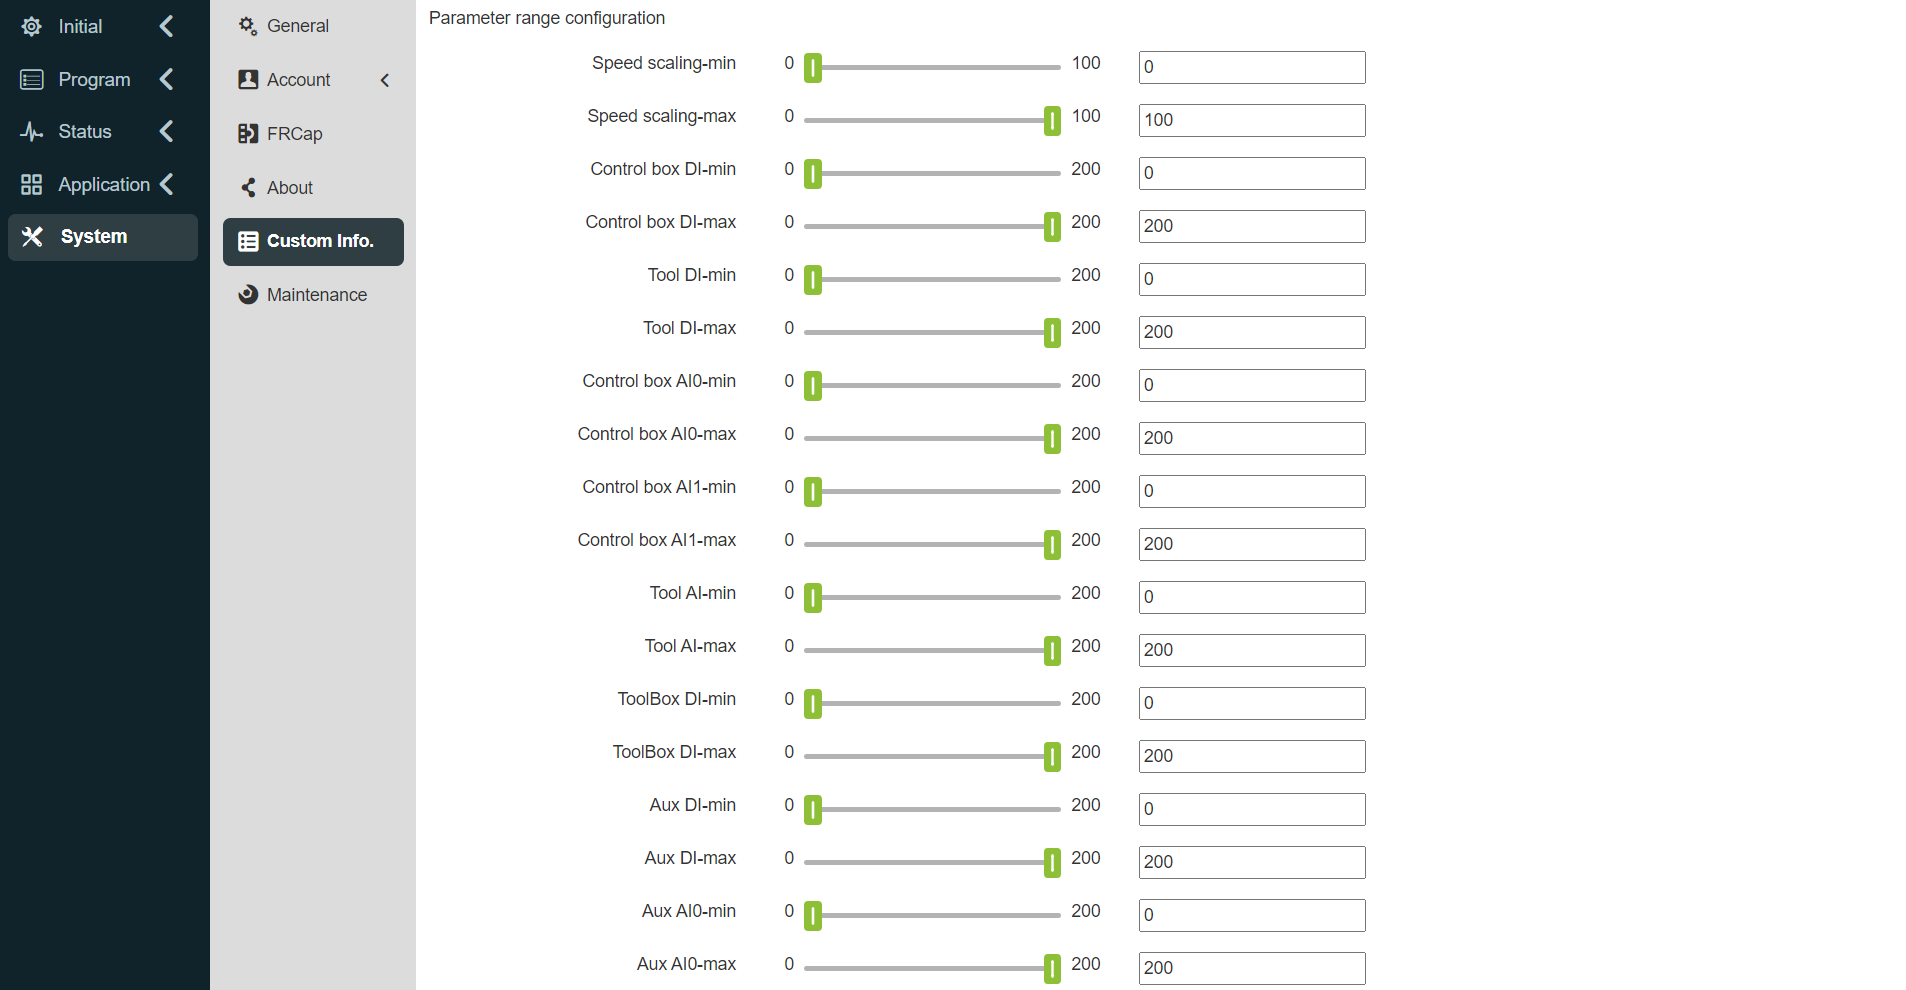 Initial
Program
Status
Application
System
General
Account
FRCap
About
Custom Info.
Maintenance
Parameter range configuration
Speed scaling-min 0 100 0
Speed scaling-max 0 100 100
Control box DI-min 0 200 0
Control box DI-max 0 200 200
Tool DI-min 0 200 0
Tool DI-max 0 200 200
Control box AI0-min 0 200 0
Control box AI0-max 0 200 200
Control box AI1-min 0 200 0
Control box AI1-max 0 200 200
Tool AI-min 0 200 0
Tool AI-max 0 200 200
ToolBox DI-min 0 200 0
ToolBox DI-max 0 200 200
Aux DI-min 0 200 0
Aux DI-max 0 200 200
Aux AI0-min 0 200 0
Aux AI0-max 0 200 200